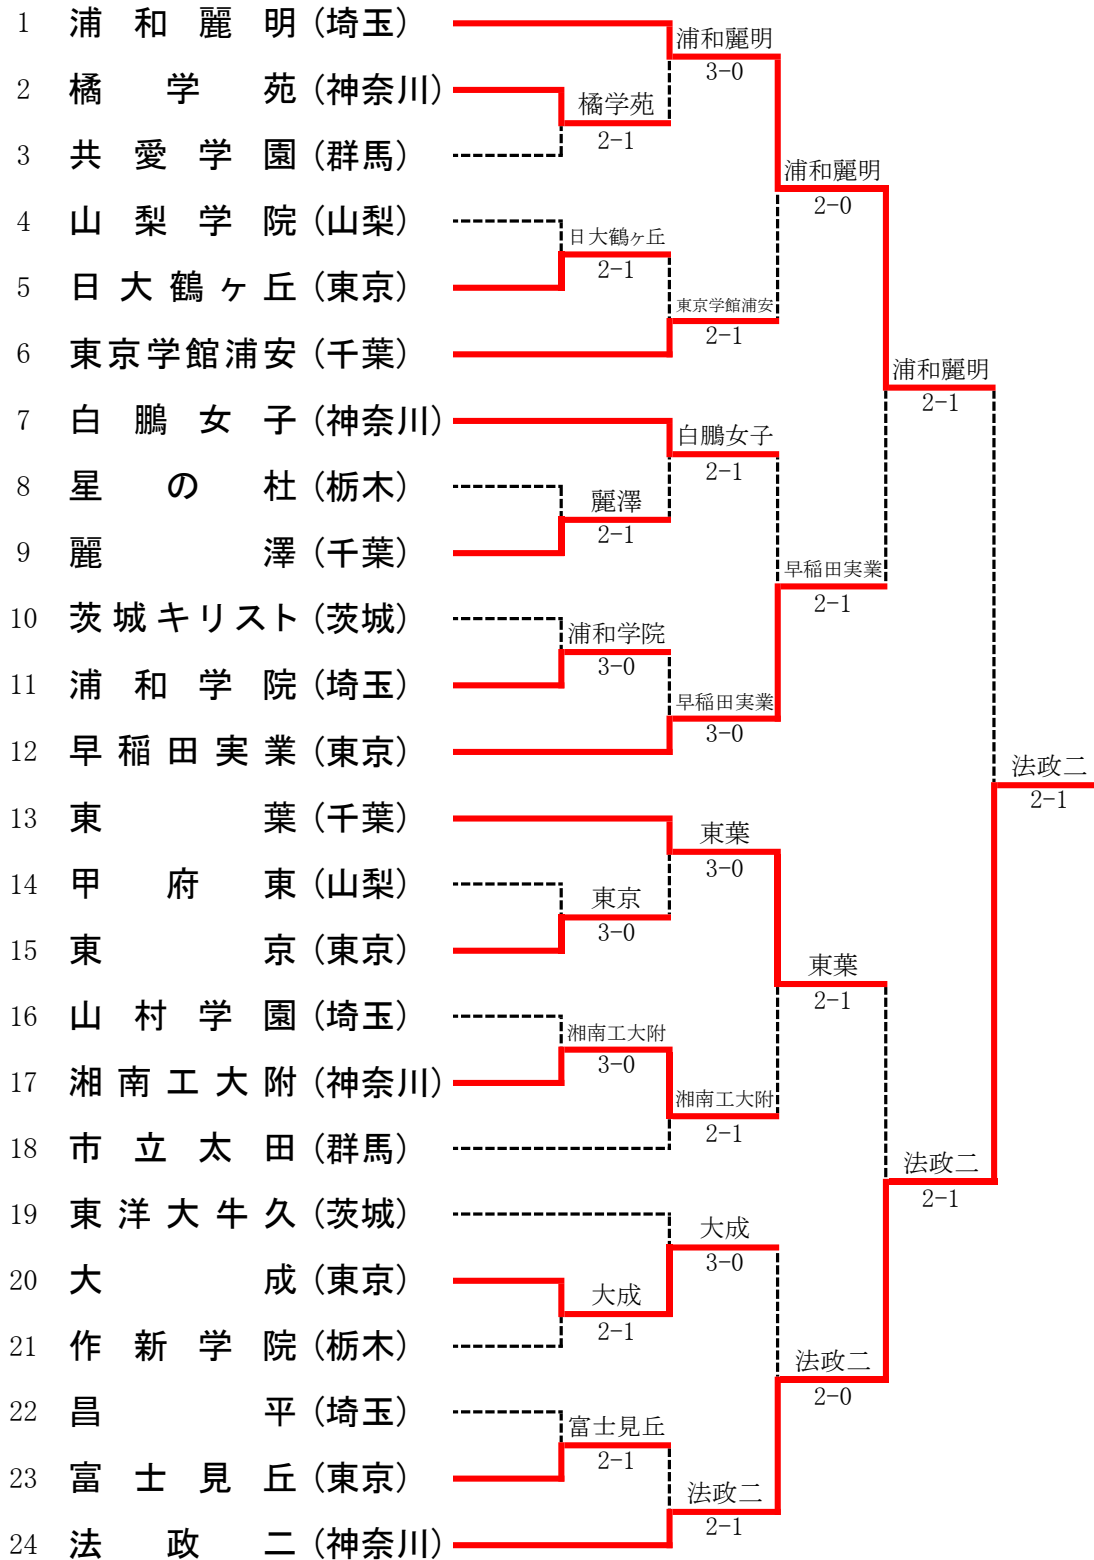 1 浦和麗明 (埼玉)
浦和麗明
3-0
2 橘学苑 (神奈川)
橘学苑
2-1
3 共愛学園 (群馬)
浦和麗明
2-0
4 山梨学院 (山梨)
日大鶴ヶ丘
2-1
5 日大鶴ヶ丘 (東京)
東京学館浦安
2-1
6 東京学館浦安 (千葉)
浦和麗明
2-1
7 白鵬女子 (神奈川)
白鵬女子
2-1
8 星の杜 (栃木)
麗澤
2-1
9 麗澤 (千葉)
早稲田実業
2-1
10 茨城キリスト (茨城)
浦和学院
3-0
11 浦和学院 (埼玉)
早稲田実業
3-0
12 早稲田実業 (東京)
法政二
2-1
13 東葉 (千葉)
東葉
3-0
14 甲府東 (山梨)
東京
3-0
15 東京 (東京)
東葉
2-1
16 山村学園 (埼玉)
湘南工大附
3-0
17 湘南工大附 (神奈川)
湘南工大附
2-1
18 市立太田 (群馬)
法政二
2-1
19 東洋大牛久 (茨城)
大成
3-0
20 大成 (東京)
大成
2-1
21 作新学院 (栃木)
法政二
2-0
22 昌平 (埼玉)
富士見丘
2-1
23 富士見丘 (東京)
法政二
2-1
24 法政二 (神奈川)